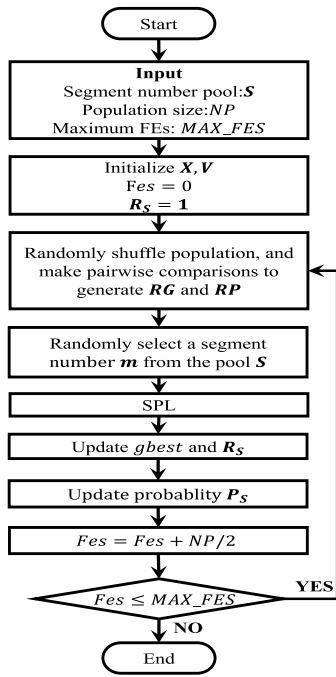 Start
Input
Segment number pool:S
Population size:NP
Maximum FEs: MAX_FES
Initialize X,V
Fes = 0
R_S = 1
Randomly shuffle population, and
make pairwise comparisons to
generate RG and RP
Randomly select a segment
number m from the pool S
SPL
Update gbest and R_S
Update probablity P_S
Fes = Fes + NP/2
Fes ≤ MAX_FES
YES
NO
End